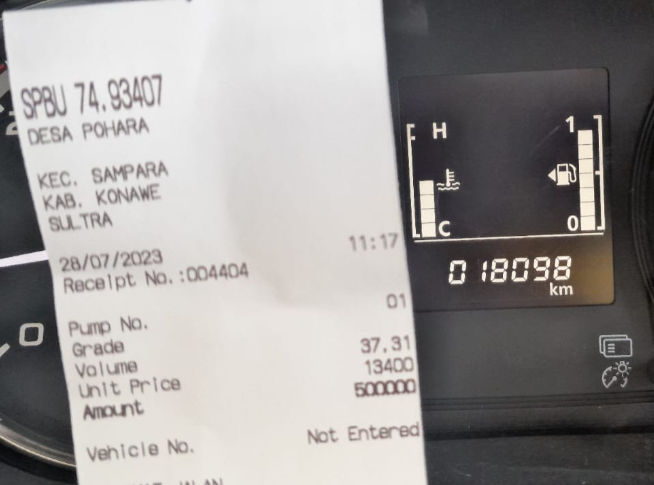 SPBU 74.93407
DESA POHARA
KEC. SAMPARA
KAB. KONAWE
SULTRA
28/07/2023 11:17
Receipt No.:004404
Pump No. 01
Grade
Volume 37.31
Unit Price 13400
Amount 500000
Vehicle No. Not Entered
H
C
1
0
018098
km
0